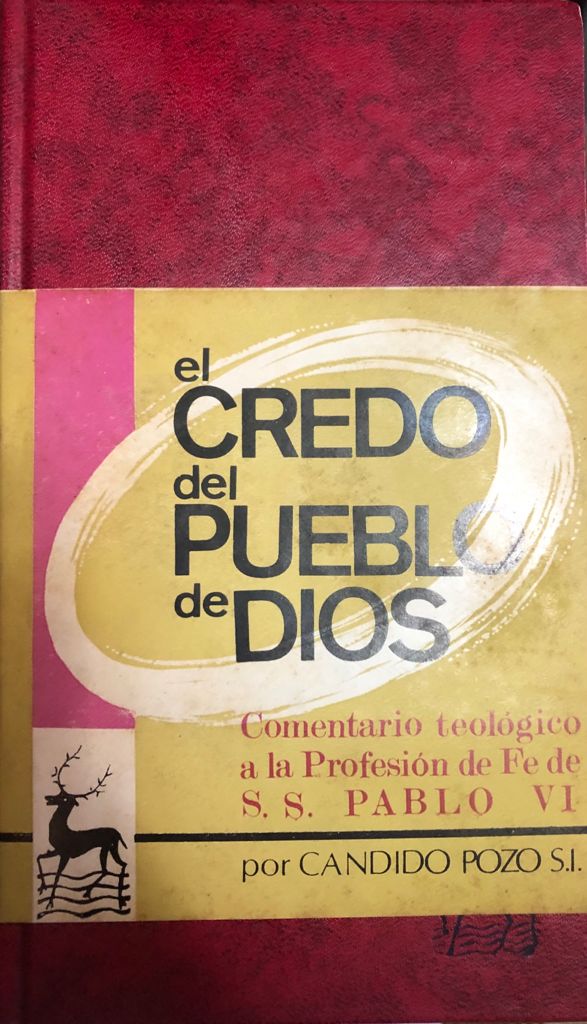 el
CREDO
del
PUEBLO
de DIOS
Comentario teológico
a la Profesión de Fe de
S. S. PABLO VI
por CANDIDO POZO S.I.